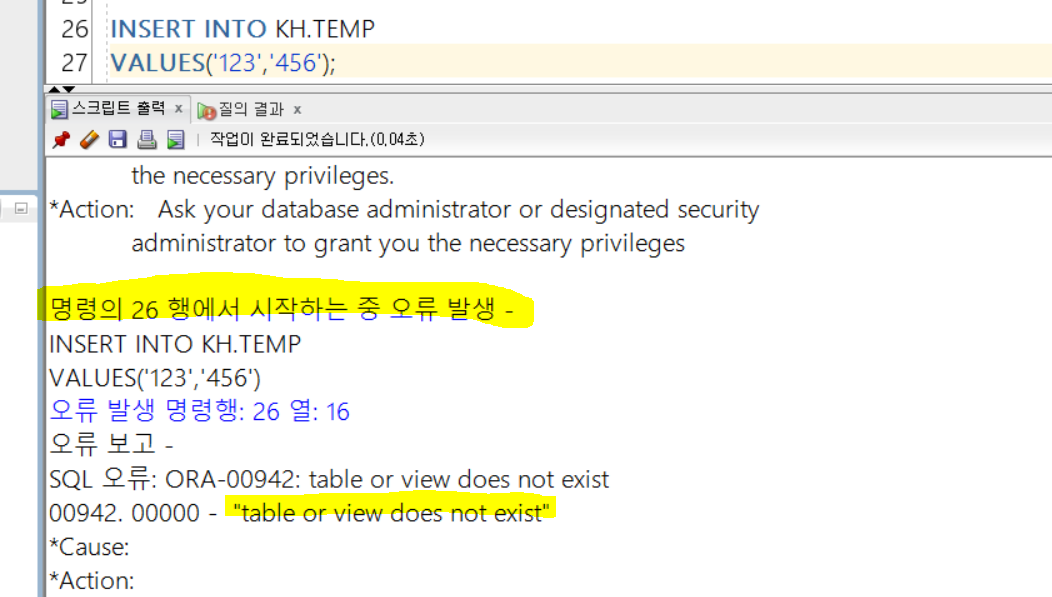 26 INSERT INTO KH.TEMP
27 VALUES('123','456');
스크립트 출력 x 질의 결과 x
작업이 완료되었습니다.(0.04초)
the necessary privileges.
*Action: Ask your database administrator or designated security
administrator to grant you the necessary privileges
명령의 26 행에서 시작하는 중 오류 발생 -
INSERT INTO KH.TEMP
VALUES('123','456')
오류 발생 명령행: 26 열: 16
오류 보고 -
SQL 오류: ORA-00942: table or view does not exist
00942. 00000 - "table or view does not exist"
*Cause:
*Action: